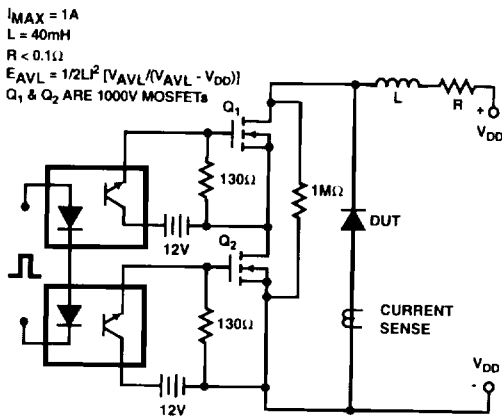 IMAX = 1A
L = 40mH
R < 0.1Ω
EAVL = 1/2LI² [VAVL/(VAVL - VDD)]
Q1 & Q2 ARE 1000V MOSFETs
Q1
L
R
+
VDD
130Ω
1MΩ
DUT
12V
Q2
130Ω
CURRENT
SENSE
VDD
-
12V